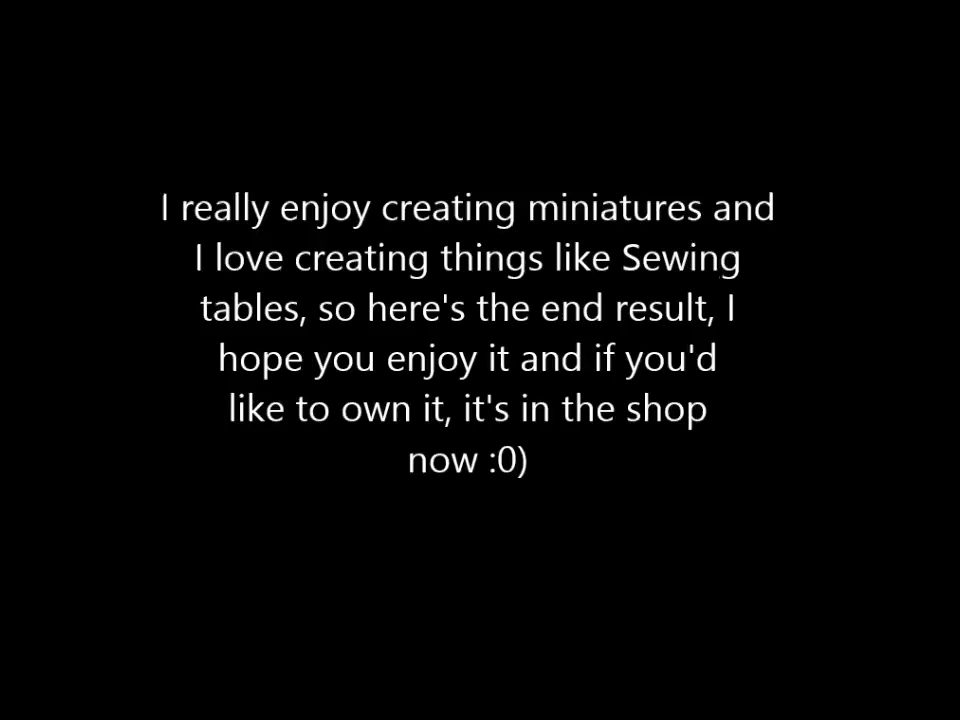 I really enjoy creating miniatures and
I love creating things like Sewing
tables, so here's the end result, I
hope you enjoy it and if you'd
like to own it, it's in the shop
now :0)